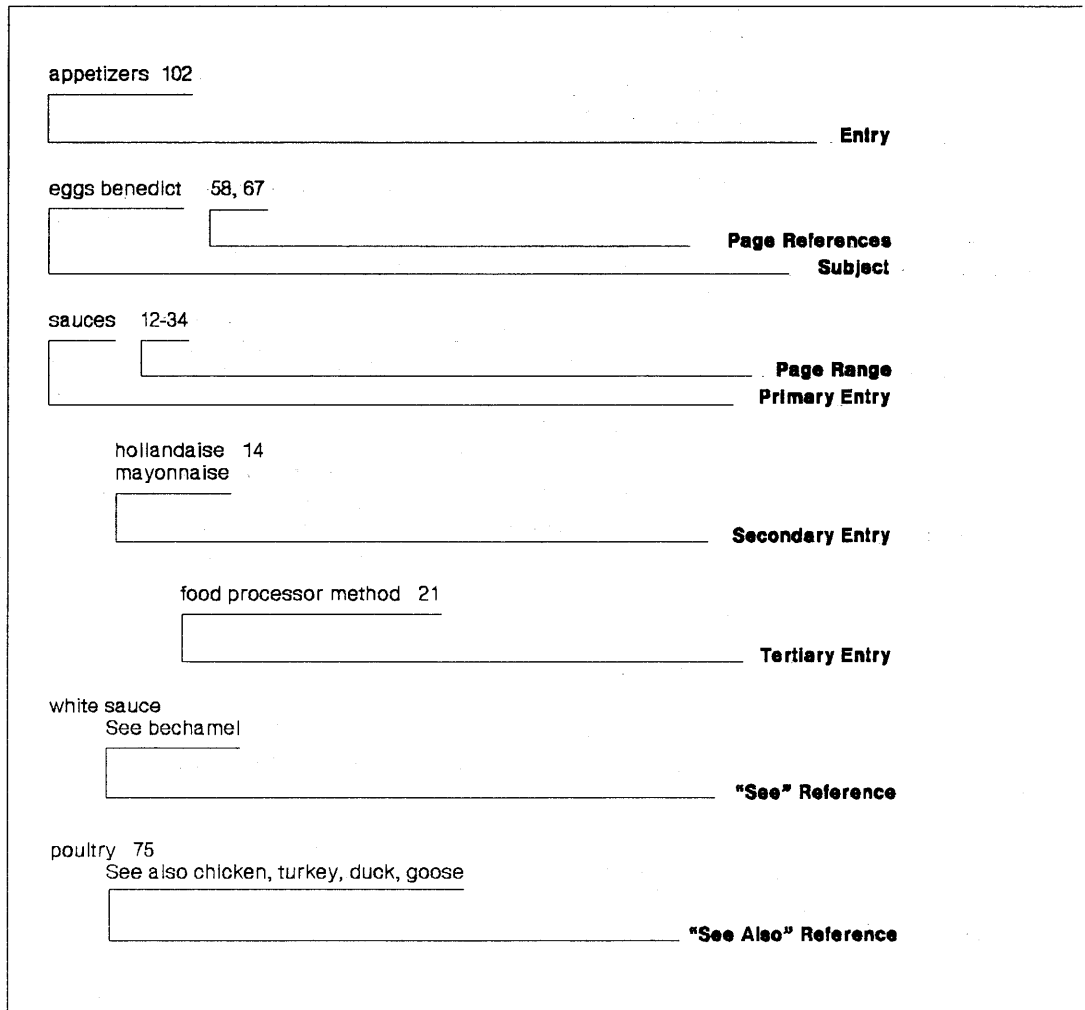 appetizers 102
Entry
eggs benedict 58, 67
Page References
Subject
sauces 12-34
Page Range
Primary Entry
hollandaise 14
mayonnaise
Secondary Entry
food processor method 21
Tertiary Entry
white sauce
See bechamel
"See" Reference
poultry 75
See also chicken, turkey, duck, goose
"See Also" Reference